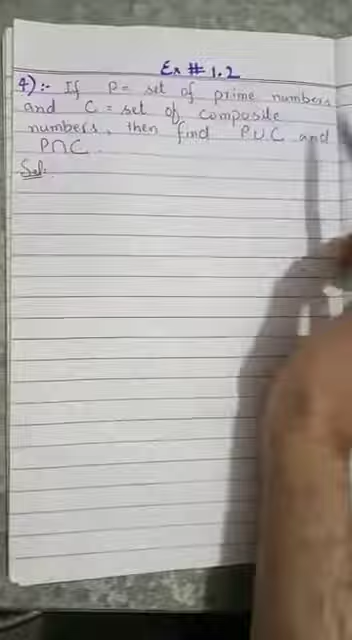 Ex # 1.2
4):- If P = set of prime numbers
and C = set of composite
numbers, then find P∪C and
P∩C.
Sol: